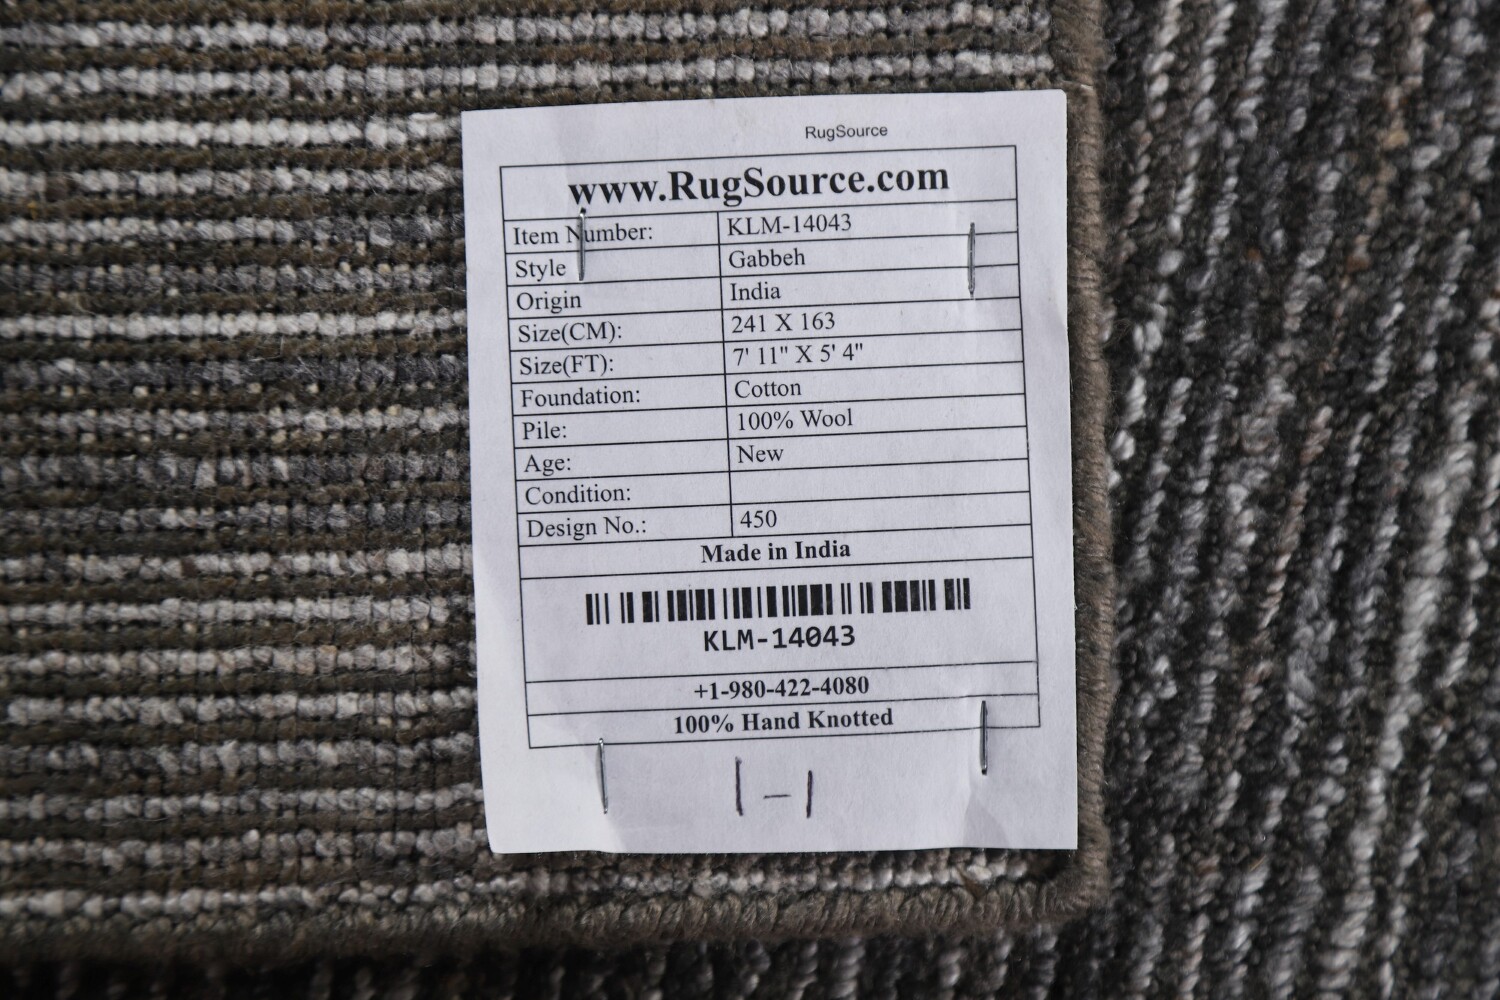 RugSource
www.RugSource.com
Item Number: KLM-14043
Style Gabbeh
Origin India
Size(CM): 241 X 163
Size(FT): 7' 11" X 5' 4"
Foundation: Cotton
Pile: 100% Wool
Age: New
Condition:
Design No.: 450
Made in India
KLM-14043
+1-980-422-4080
100% Hand Knotted
1-1